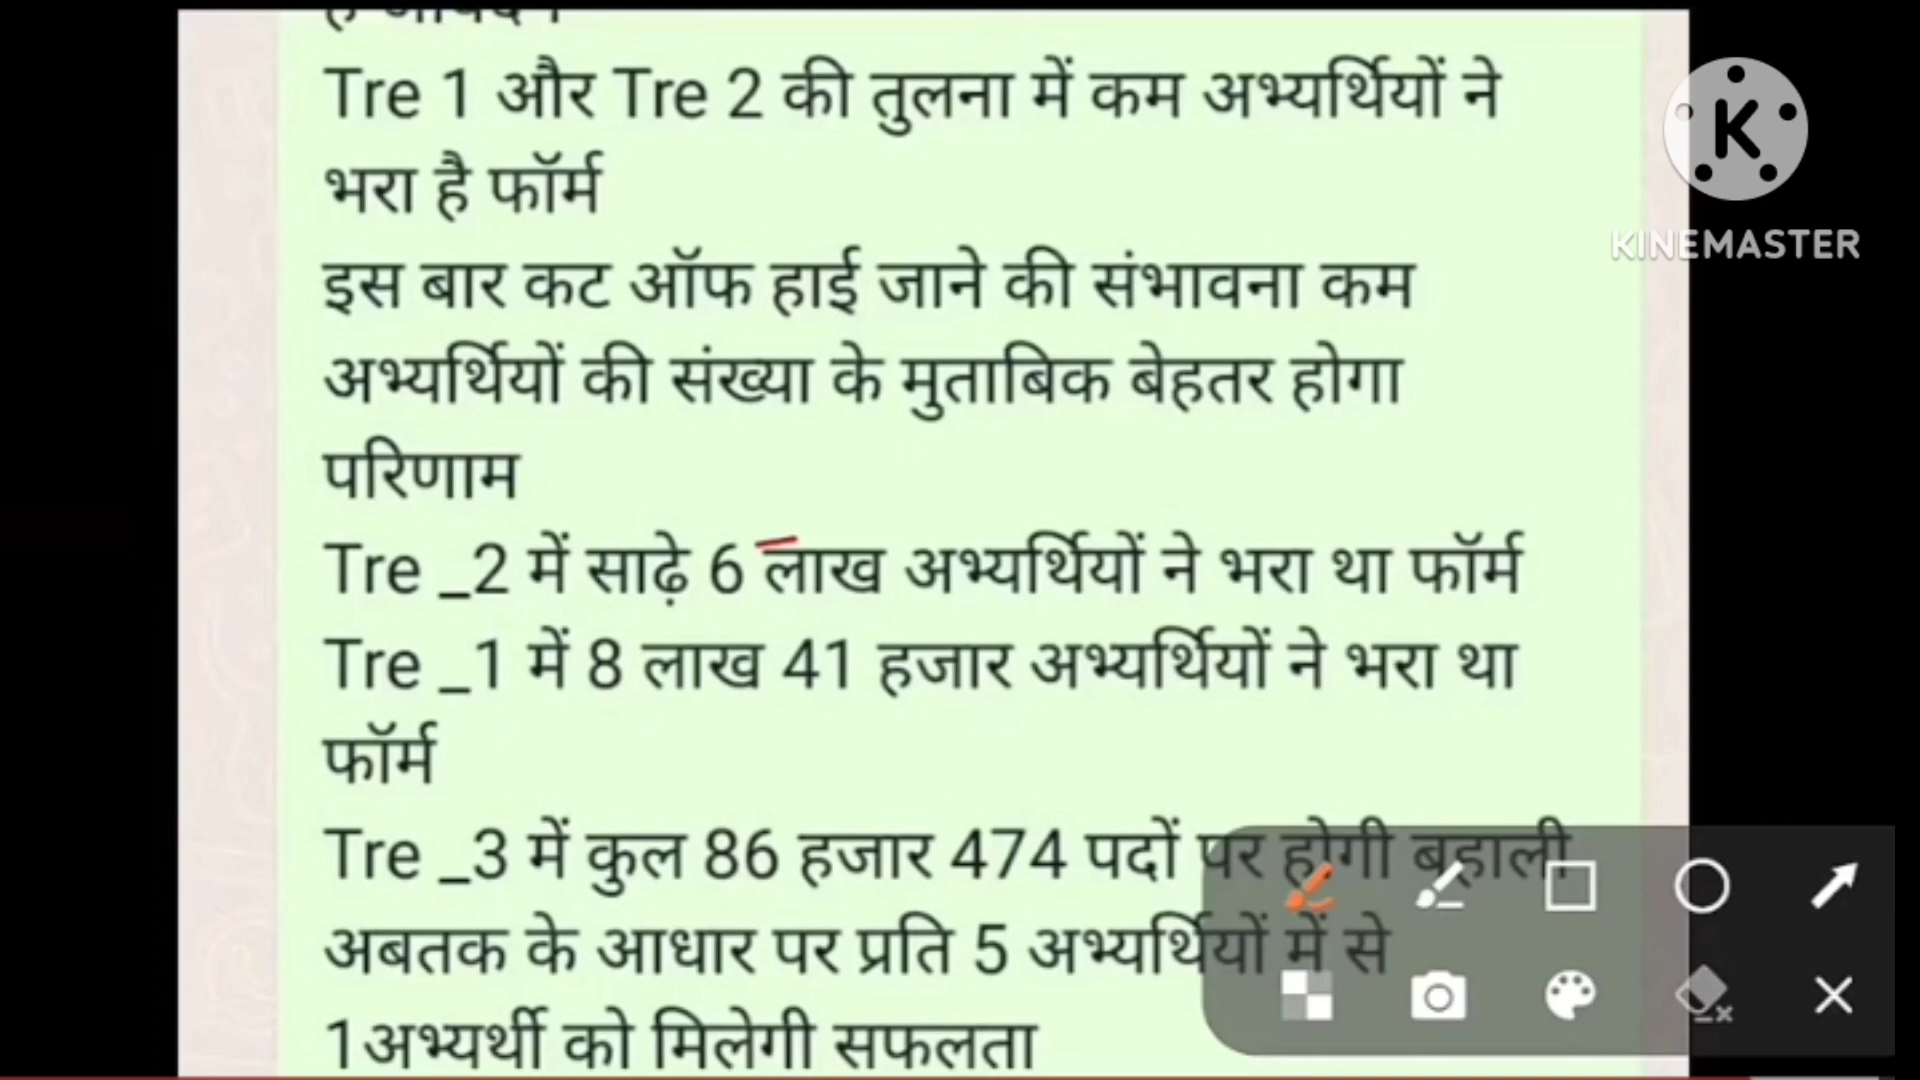 Tre 1 और Tre 2 की तुलना में कम अभ्यर्थियों ने
भरा है फॉर्म
इस बार कट ऑफ हाई जाने की संभावना कम
अभ्यर्थियों की संख्या के मुताबिक बेहतर होगा
परिणाम
Tre _2 में साढ़े 6 लाख अभ्यर्थियों ने भरा था फॉर्म
Tre _1 में 8 लाख 41 हजार अभ्यर्थियों ने भरा था
फॉर्म
Tre _3 में कुल 86 हजार 474 पदों पर होगी बहाली
अबतक के आधार पर प्रति 5 अभ्यर्थियों में से
1अभ्यर्थी को मिलेगी सफलता
K
KINEMASTER